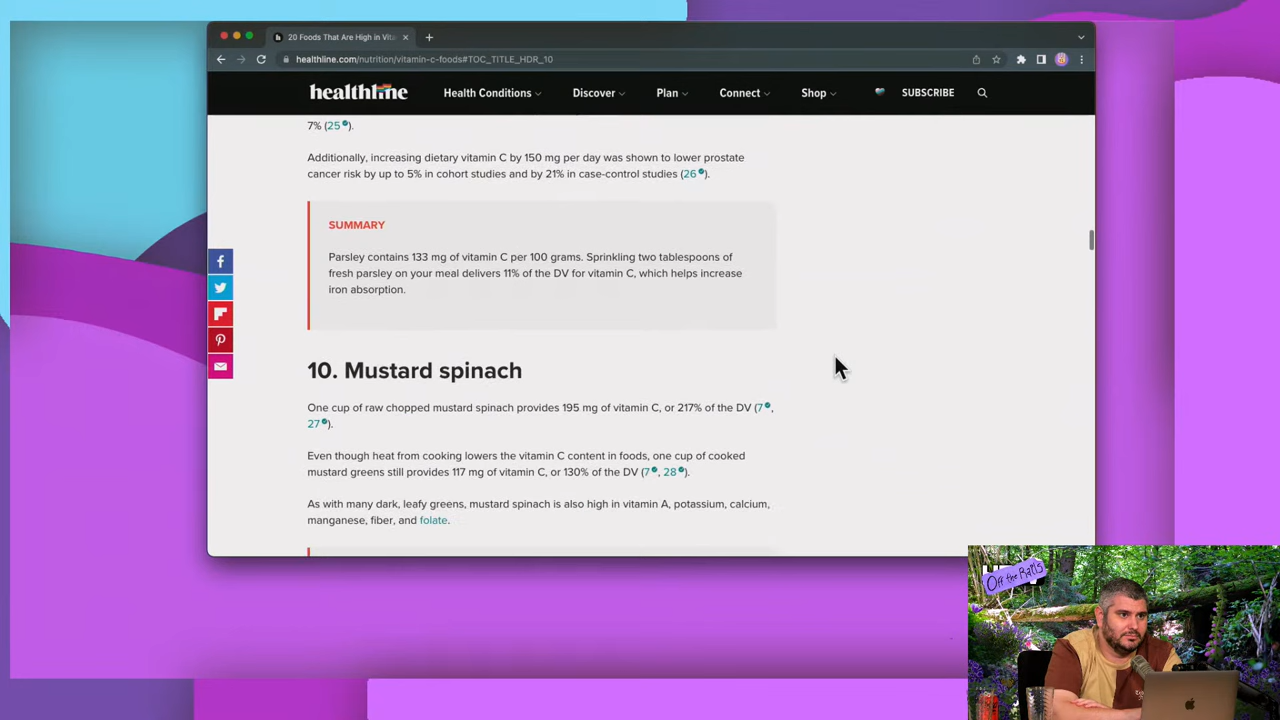 20 Foods That Are High in Vita
healthline.com/nutrition/vitamin-c-foods#TOC_TITLE_HDR_10
healthline
Health Conditions
Discover
Plan
Connect
Shop
SUBSCRIBE
7% (25).
Additionally, increasing dietary vitamin C by 150 mg per day was shown to lower prostate
cancer risk by up to 5% in cohort studies and by 21% in case-control studies (26).
SUMMARY
Parsley contains 133 mg of vitamin C per 100 grams. Sprinkling two tablespoons of
fresh parsley on your meal delivers 11% of the DV for vitamin C, which helps increase
iron absorption.
10. Mustard spinach
One cup of raw chopped mustard spinach provides 195 mg of vitamin C, or 217% of the DV (7,
27).
Even though heat from cooking lowers the vitamin C content in foods, one cup of cooked
mustard greens still provides 117 mg of vitamin C, or 130% of the DV (7, 28).
As with many dark, leafy greens, mustard spinach is also high in vitamin A, potassium, calcium,
manganese, fiber, and folate.
Off the Rails